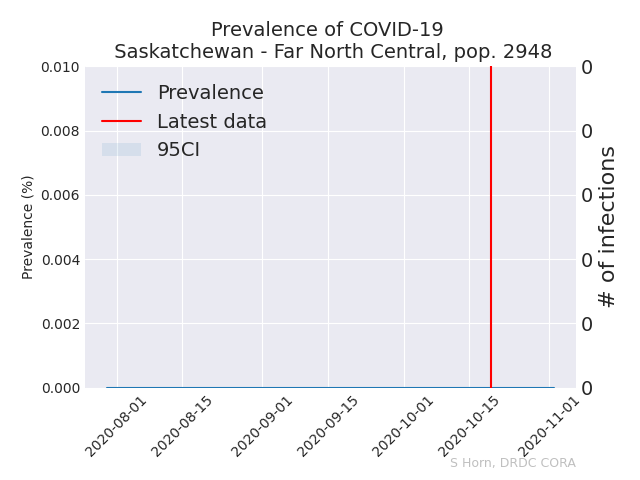 Prevalence of COVID-19
Saskatchewan - Far North Central, pop. 2948
Prevalence
Latest data
95CI
Prevalence (%)
0.010
0.008
0.006
0.004
0.002
0.000
0
0
0
0
0
0
# of infections
2020-08-01
2020-08-15
2020-09-01
2020-09-15
2020-10-01
2020-10-15
2020-11-01
S Horn, DRDC CORA